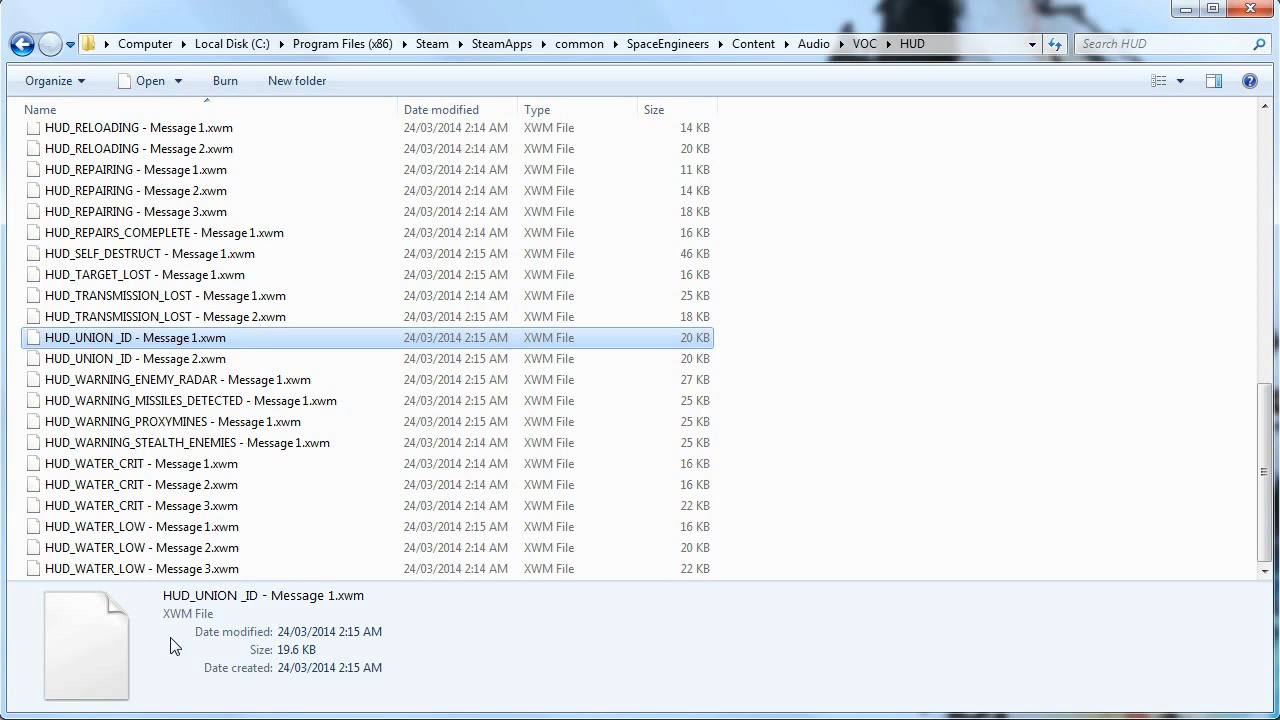 Computer Local Disk (C:) Program Files (x86) Steam SteamApps common SpaceEngineers Content Audio VOC HUD Search HUD
Organize Open Burn New folder
Name Date modified Type Size
HUD_RELOADING - Message 1.xwm 24/03/2014 2:14 AM XWM File 14 KB
HUD_RELOADING - Message 2.xwm 24/03/2014 2:14 AM XWM File 20 KB
HUD_REPAIRING - Message 1.xwm 24/03/2014 2:14 AM XWM File 11 KB
HUD_REPAIRING - Message 2.xwm 24/03/2014 2:14 AM XWM File 14 KB
HUD_REPAIRING - Message 3.xwm 24/03/2014 2:14 AM XWM File 18 KB
HUD_REPAIRS_COMEPLETE - Message 1.xwm 24/03/2014 2:14 AM XWM File 16 KB
HUD_SELF_DESTRUCT - Message 1.xwm 24/03/2014 2:15 AM XWM File 46 KB
HUD_TARGET_LOST - Message 1.xwm 24/03/2014 2:15 AM XWM File 16 KB
HUD_TRANSMISSION_LOST - Message 1.xwm 24/03/2014 2:15 AM XWM File 25 KB
HUD_TRANSMISSION_LOST - Message 2.xwm 24/03/2014 2:15 AM XWM File 18 KB
HUD_UNION _ID - Message 1.xwm 24/03/2014 2:15 AM XWM File 20 KB
HUD_UNION _ID - Message 2.xwm 24/03/2014 2:15 AM XWM File 20 KB
HUD_WARNING_ENEMY_RADAR - Message 1.xwm 24/03/2014 2:15 AM XWM File 27 KB
HUD_WARNING_MISSILES_DETECTED - Message 1.xwm 24/03/2014 2:15 AM XWM File 25 KB
HUD_WARNING_PROXYMINES - Message 1.xwm 24/03/2014 2:15 AM XWM File 25 KB
HUD_WARNING_STEALTH_ENEMIES - Message 1.xwm 24/03/2014 2:15 AM XWM File 25 KB
HUD_WATER_CRIT - Message 1.xwm 24/03/2014 2:14 AM XWM File 16 KB
HUD_WATER_CRIT - Message 2.xwm 24/03/2014 2:14 AM XWM File 16 KB
HUD_WATER_CRIT - Message 3.xwm 24/03/2014 2:14 AM XWM File 22 KB
HUD_WATER_LOW - Message 1.xwm 24/03/2014 2:15 AM XWM File 16 KB
HUD_WATER_LOW - Message 2.xwm 24/03/2014 2:14 AM XWM File 20 KB
HUD_WATER_LOW - Message 3.xwm 24/03/2014 2:14 AM XWM File 22 KB
HUD_UNION _ID - Message 1.xwm
XWM File
Date modified: 24/03/2014 2:15 AM
Size: 19.6 KB
Date created: 24/03/2014 2:15 AM